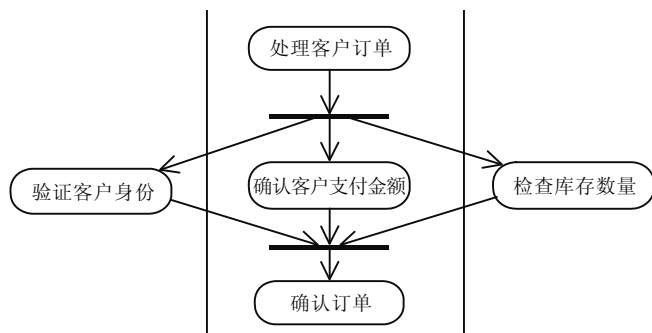 处理客户订单
验证客户身份
确认客户支付金额
检查库存数量
确认订单